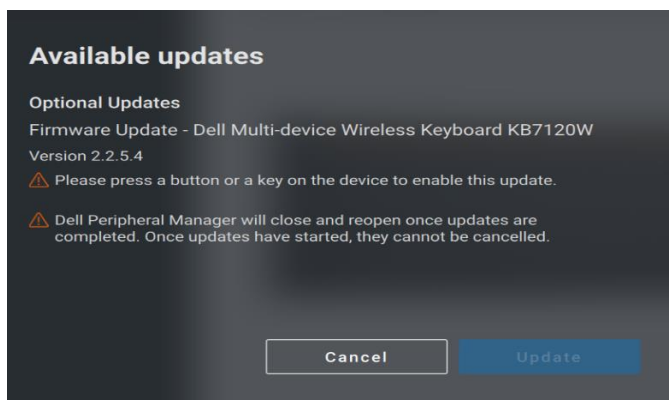 Available updates
Optional Updates
Firmware Update - Dell Multi-device Wireless Keyboard KB7120W
Version 2.2.5.4
Please press a button or a key on the device to enable this update.
Dell Peripheral Manager will close and reopen once updates are
completed. Once updates have started, they cannot be cancelled.
Cancel
Update